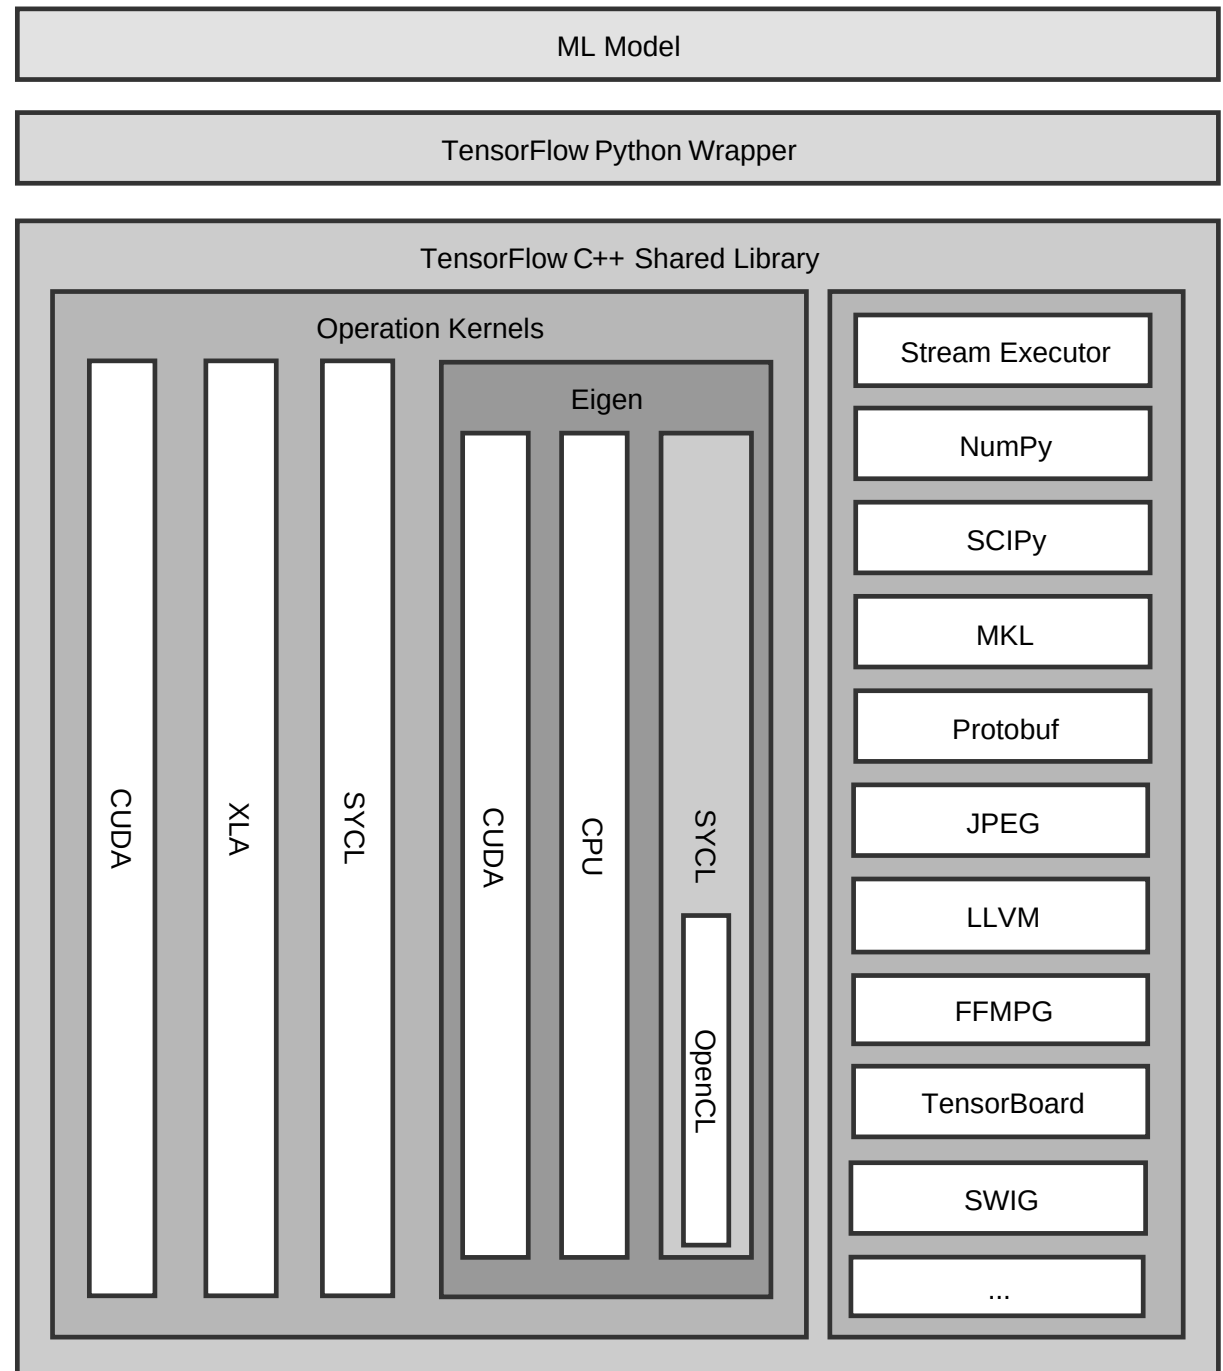 ML Model
TensorFlow Python Wrapper
TensorFlow C++ Shared Library
Operation Kernels
CUDA
XLA
SYCL
Eigen
CUDA
CPU
SYCL
OpenCL
Stream Executor
NumPy
SCIPy
MKL
Protobuf
JPEG
LLVM
FFMPG
TensorBoard
SWIG
...